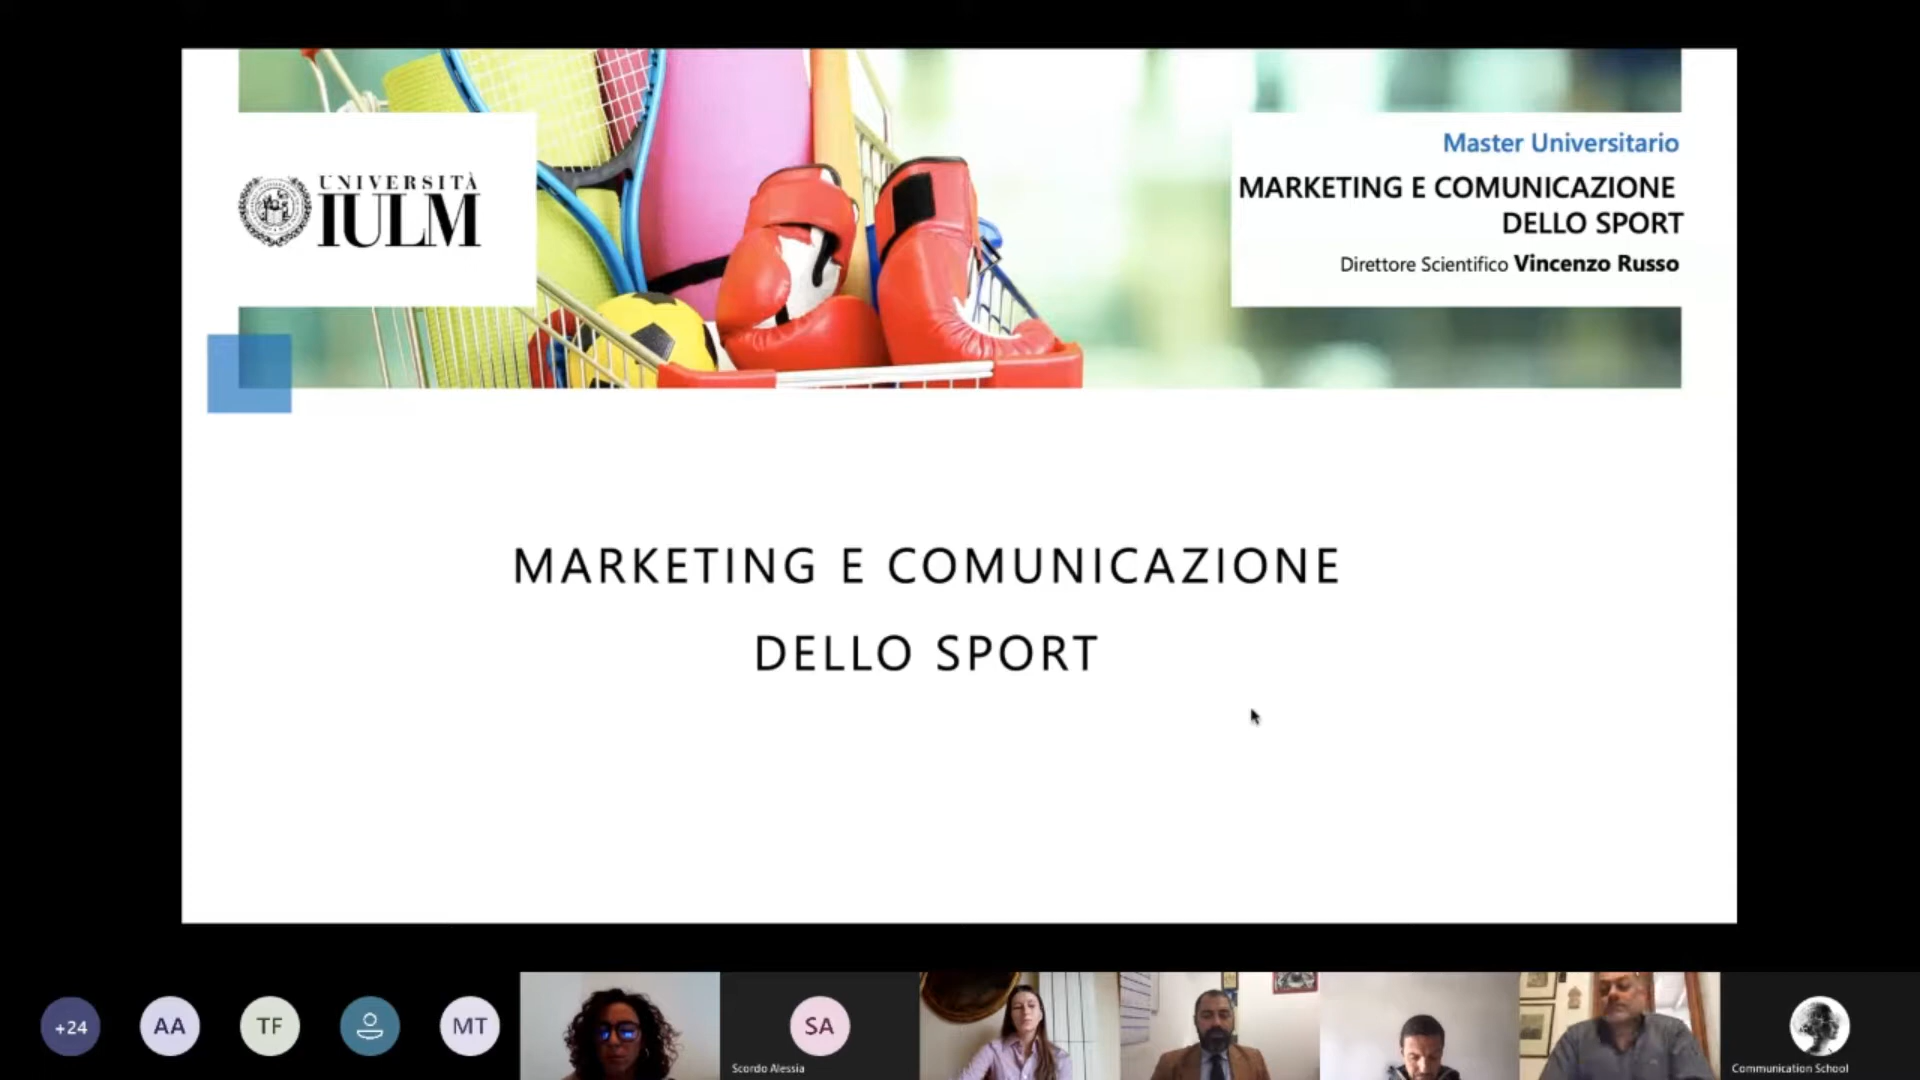 UNIVERSITÀ
IULM
Master Universitario
MARKETING E COMUNICAZIONE
DELLO SPORT
Direttore Scientifico Vincenzo Russo
MARKETING E COMUNICAZIONE
DELLO SPORT
+24
AA
TF
MT
SA
Scordo Alessia
Communication School